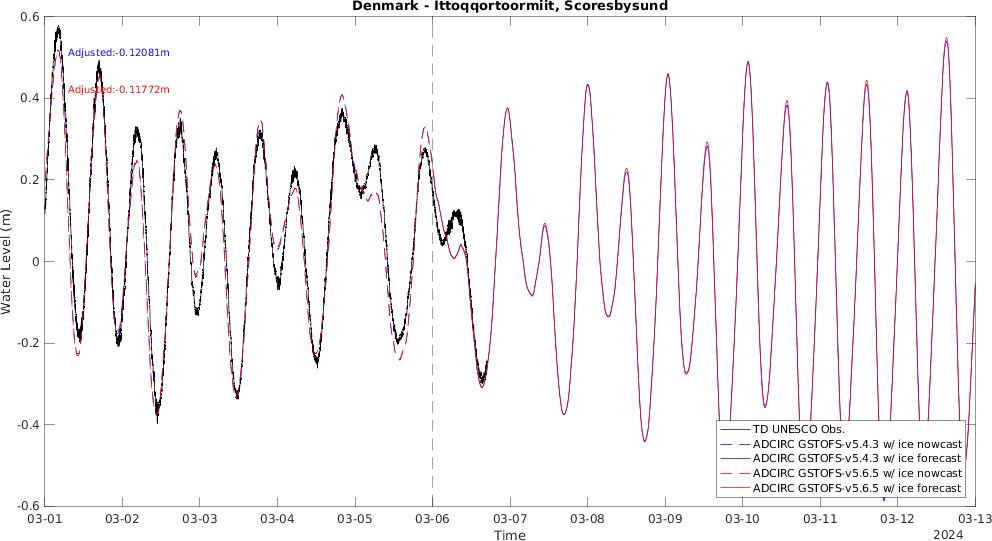 Denmark - Ittoqqortoormiit, Scoresbysund
Adjusted:-0.12081m
Adjusted:-0.11772m
Water Level (m)
0.6
0.4
0.2
0
-0.2
-0.4
-0.6
TD UNESCO Obs.
ADCIRC GSTOFS-v5.4.3 w/ ice nowcast
ADCIRC GSTOFS-v5.4.3 w/ ice forecast
ADCIRC GSTOFS-v5.6.5 w/ ice nowcast
ADCIRC GSTOFS-v5.6.5 w/ ice forecast
03-01 03-02 03-03 03-04 03-05 03-06 03-07 03-08 03-09 03-10 03-11 03-12 03-13
Time
2024